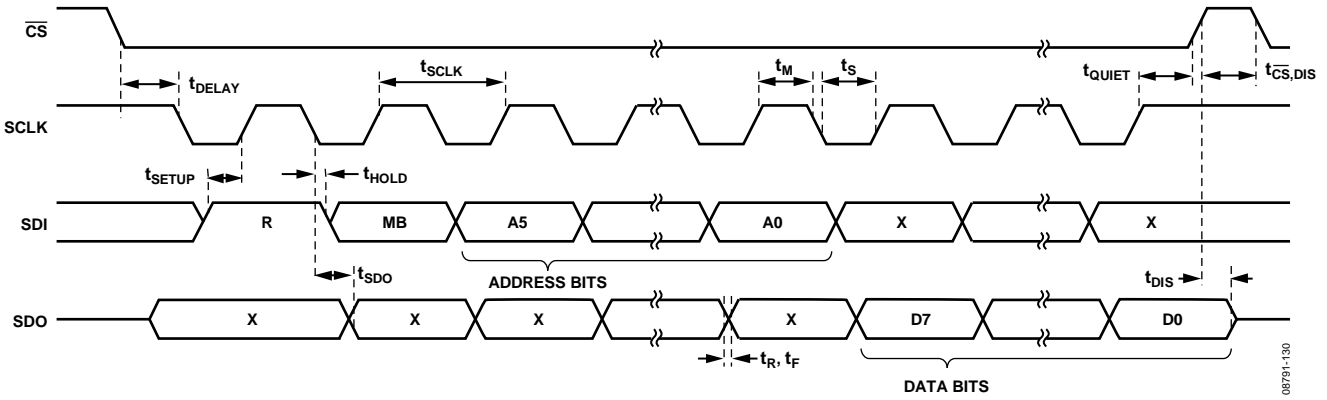 CS
tDELAY
tSCLK
tM
tS
tQUIET
tCS,DIS
SCLK
tSETUP
tHOLD
SDI
R
MB
A5
A0
X
X
tSDO
ADDRESS BITS
tDIS
SDO
X
X
X
X
D7
D0
tR, tF
DATA BITS
08791-130